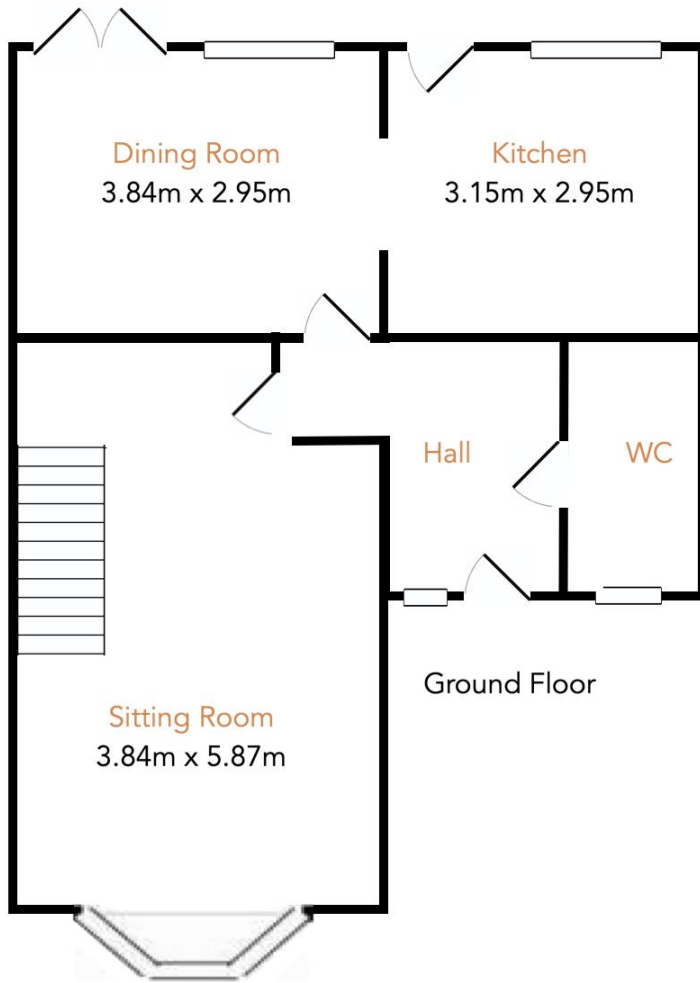 Dining Room
3.84m x 2.95m
Kitchen
3.15m x 2.95m
Hall
WC
Ground Floor
Sitting Room
3.84m x 5.87m